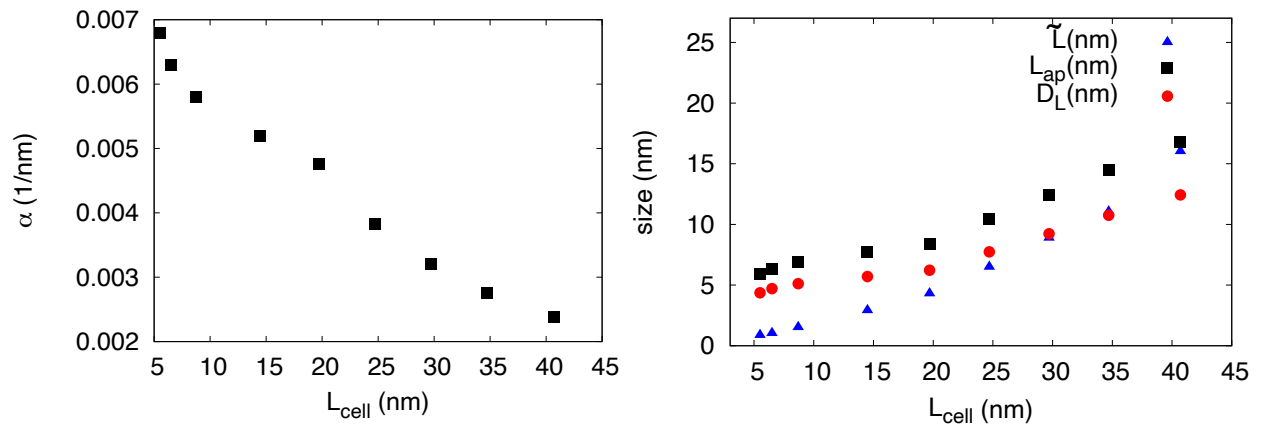 0.007
0.006
0.005
0.004
0.003
0.002
α (1/nm)
5 10 15 20 25 30 35 40 45
L_cell (nm)
25
20
15
10
5
0
size (nm)
L̃(nm)
L_ap(nm)
D_L(nm)
5 10 15 20 25 30 35 40 45
L_cell (nm)